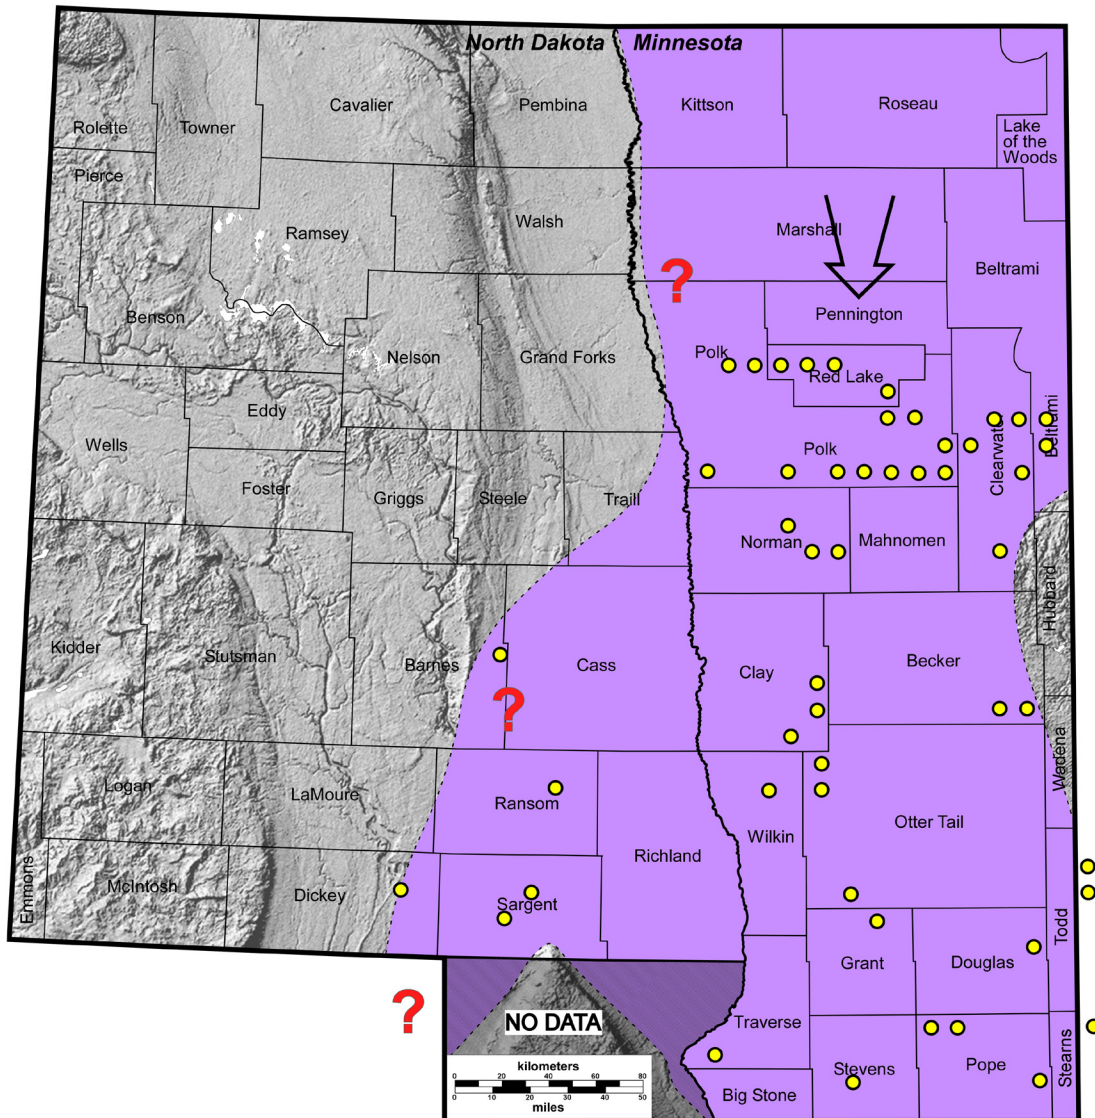 North Dakota Minnesota
Cavalier
Pembina
Kittson
Roseau
Rolette
Towner
Lake
of the
Woods
Pierce
Walsh
Marshall
Ramsey
Beltrami
?
Benson
Pennington
Nelson
Grand Forks
Polk
Red Lake
Eddy
Wells
Polk
Clearwater
Beltrami
Foster
Griggs
Steele
Traill
Norman
Mahnomen
Hubbard
Kidder
Stutsman
Barnes
Cass
Clay
Becker
?
Logan
LaMoure
Ransom
Wadena
Otter Tail
Wilkin
Richland
Emmons
McIntosh
Dickey
Sargent
Todd
Grant
Douglas
?
NO DATA
Traverse
Stearns
kilometers
0 20 40 60 80
0 10 20 30 40 50
miles
Stevens
Pope
Big Stone